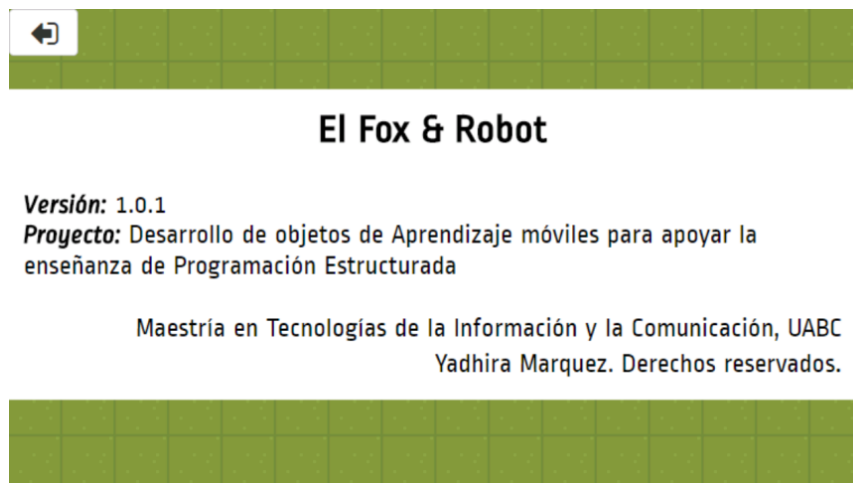 El Fox & Robot
Versión: 1.0.1
Proyecto: Desarrollo de objetos de Aprendizaje móviles para apoyar la
enseñanza de Programación Estructurada
Maestría en Tecnologías de la Información y la Comunicación, UABC
Yadhira Marquez. Derechos reservados.